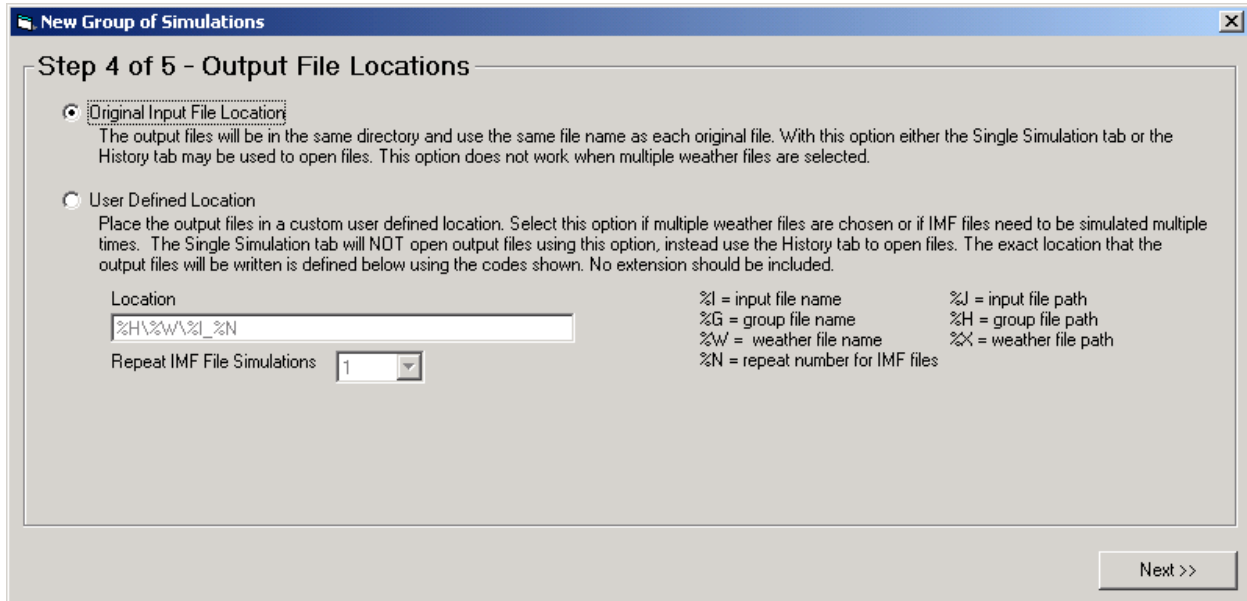 New Group of Simulations
Step 4 of 5 - Output File Locations
Original Input File Location
The output files will be in the same directory and use the same file name as each original file. With this option either the Single Simulation tab or the
History tab may be used to open files. This option does not work when multiple weather files are selected.
User Defined Location
Place the output files in a custom user defined location. Select this option if multiple weather files are chosen or if IMF files need to be simulated multiple
times. The Single Simulation tab will NOT open output files using this option, instead use the History tab to open files. The exact location that the
output files will be written is defined below using the codes shown. No extension should be included.
Location
%H\%W\%I_%N
Repeat IMF File Simulations 1
%I = input file name %J = input file path
%G = group file name %H = group file path
%W = weather file name %X = weather file path
%N = repeat number for IMF files
Next >>